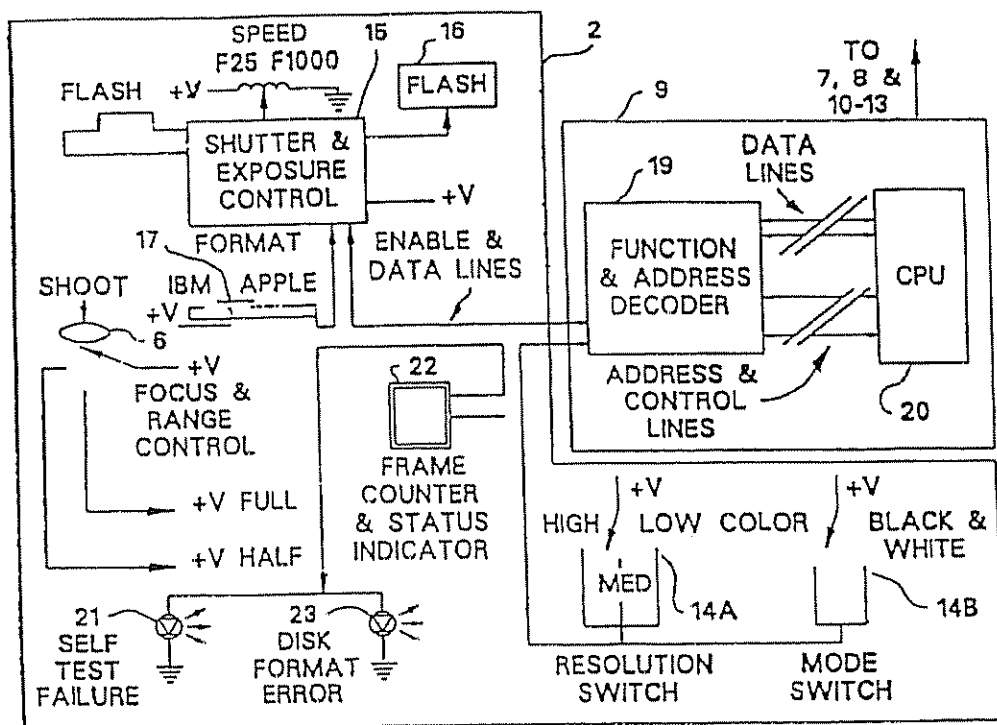 SPEED
F25 F1000
15
16
2
FLASH
+V
FLASH
SHUTTER &
EXPOSURE
CONTROL
+V
TO
7, 8 &
10-13
9
DATA
LINES
19
FUNCTION
& ADDRESS
DECODER
CPU
ADDRESS &
CONTROL
LINES
20
FORMAT
17
IBM APPLE
ENABLE &
DATA LINES
SHOOT
+V
6
+V
FOCUS &
RANGE
CONTROL
22
FRAME
COUNTER
& STATUS
INDICATOR
+V FULL
+V HALF
21
SELF
TEST
FAILURE
23
DISK
FORMAT
ERROR
+V
HIGH LOW
MED
14A
RESOLUTION
SWITCH
+V
COLOR BLACK &
WHITE
14B
MODE
SWITCH